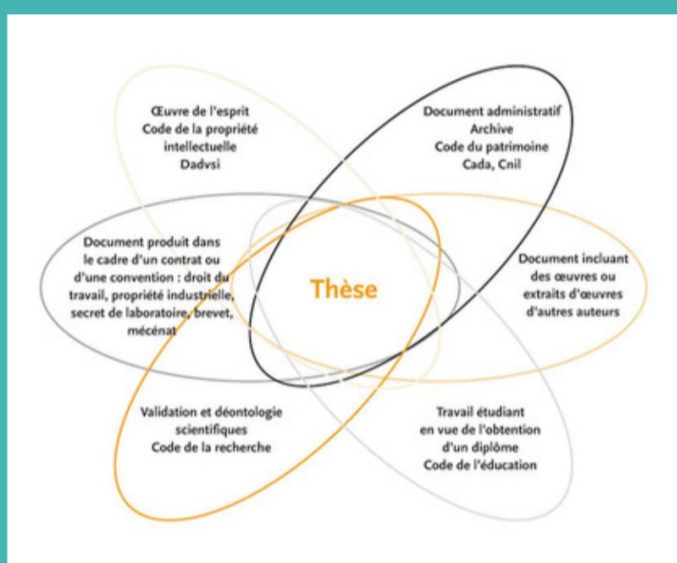 Œuvre de l'esprit
Code de la propriété
intellectuelle
Dadvsi
Document administratif
Archive
Code du patrimoine
Cada, Cnil
Document produit dans
le cadre d'un contrat ou
d'une convention : droit du
travail, propriété industrielle,
secret de laboratoire, brevet,
mécénat
Thèse
Document incluant
des œuvres ou
extraits d'œuvres
d'autres auteurs
Validation et déontologie
scientifiques
Code de la recherche
Travail étudiant
en vue de l'obtention
d'un diplôme
Code de l'éducation